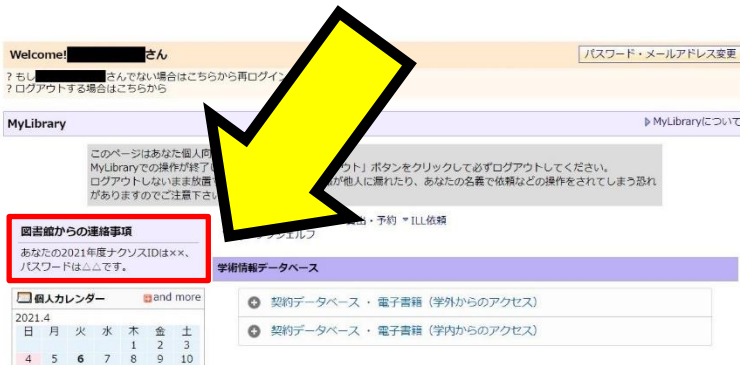 Welcome! さん
パスワード・メールアドレス変更
? もし さんでない場合はこちらから再ログイン
? ログアウトする場合はこちらから
MyLibrary
MyLibraryについて
このページはあなた個人
MyLibraryでの操作が終了 ウト」ボタンをクリックして必ずログアウトしてください。
ログアウトしないまま放置 が他人に漏れたり、あなたの名義で依頼などの操作をされてしまう恐れ
がありますのでご注意下さい
・予約 ILL依頼
図書館からの連絡事項
あなたの2021年度ナクソスIDは××、
パスワードは△△です。
学術情報データベース
個人カレンダー and more
契約データベース ・ 電子書籍（学外からのアクセス）
契約データベース ・ 電子書籍（学内からのアクセス）
2021.4
日 月 火 水 木 金 土
1 2 3
4 5 6 7 8 9 10